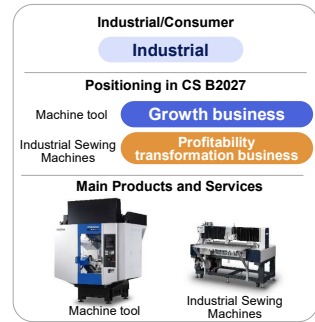 Industrial/Consumer
Industrial
Positioning in CS B2027
Machine tool
Growth business
Industrial Sewing
Machines
Profitability
transformation business
Main Products and Services
Machine tool
Industrial Sewing
Machines